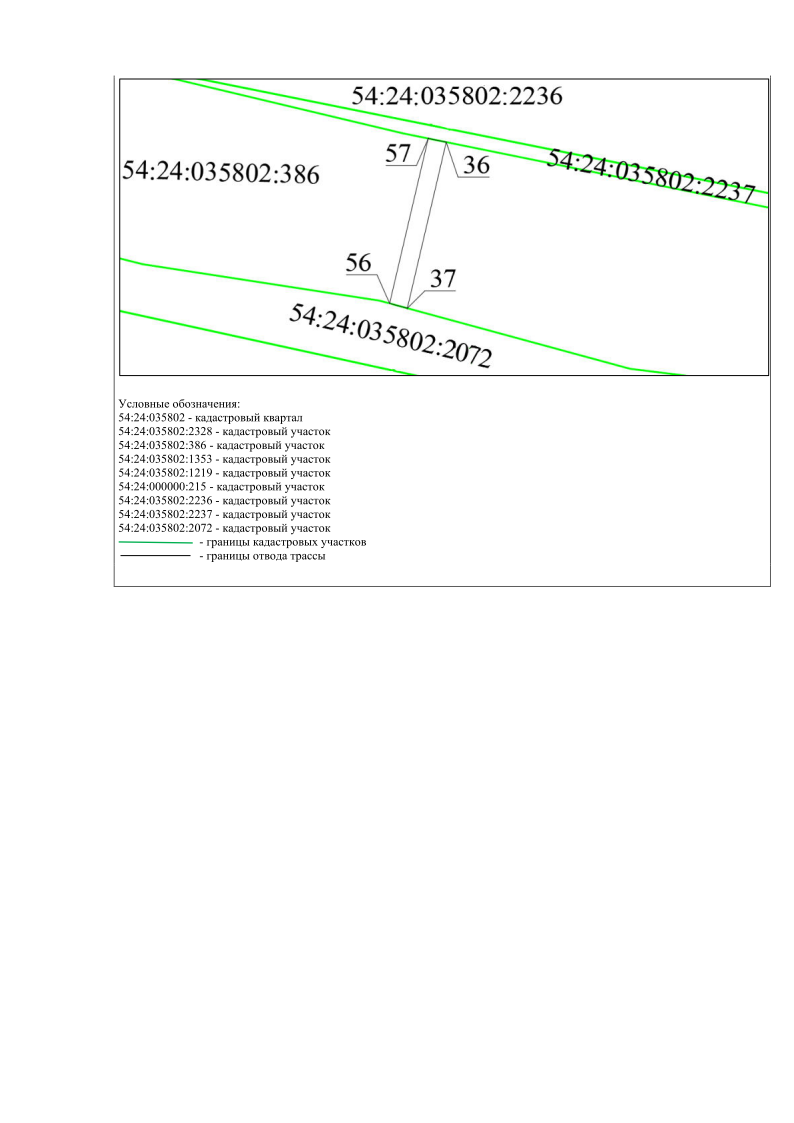 54:24:035802:2236
57
36
54:24:035802:2237
54:24:035802:386
56
37
54:24:035802:2072
Условные обозначения:
54:24:035802 - кадастровый квартал
54:24:035802:2328 - кадастровый участок
54:24:035802:386 - кадастровый участок
54:24:035802:1353 - кадастровый участок
54:24:035802:1219 - кадастровый участок
54:24:000000:215 - кадастровый участок
54:24:035802:2236 - кадастровый участок
54:24:035802:2237 - кадастровый участок
54:24:035802:2072 - кадастровый участок
- границы кадастровых участков
- границы отвода трассы